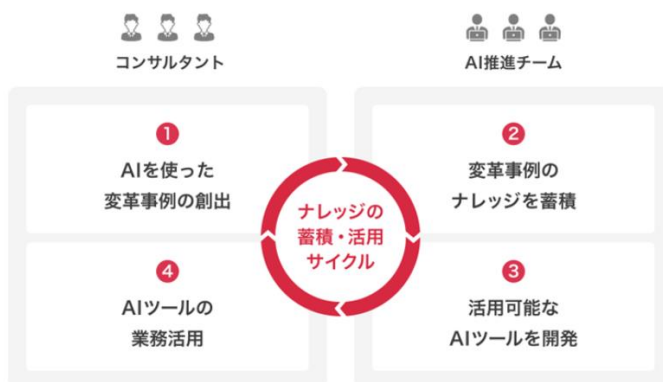 コンサルタント
AI推進チーム
1
AIを使った
変革事例の創出
2
変革事例の
ナレッジを蓄積
ナレッジの
蓄積・活用
サイクル
4
AIツールの
業務活用
3
活用可能な
AIツールを開発